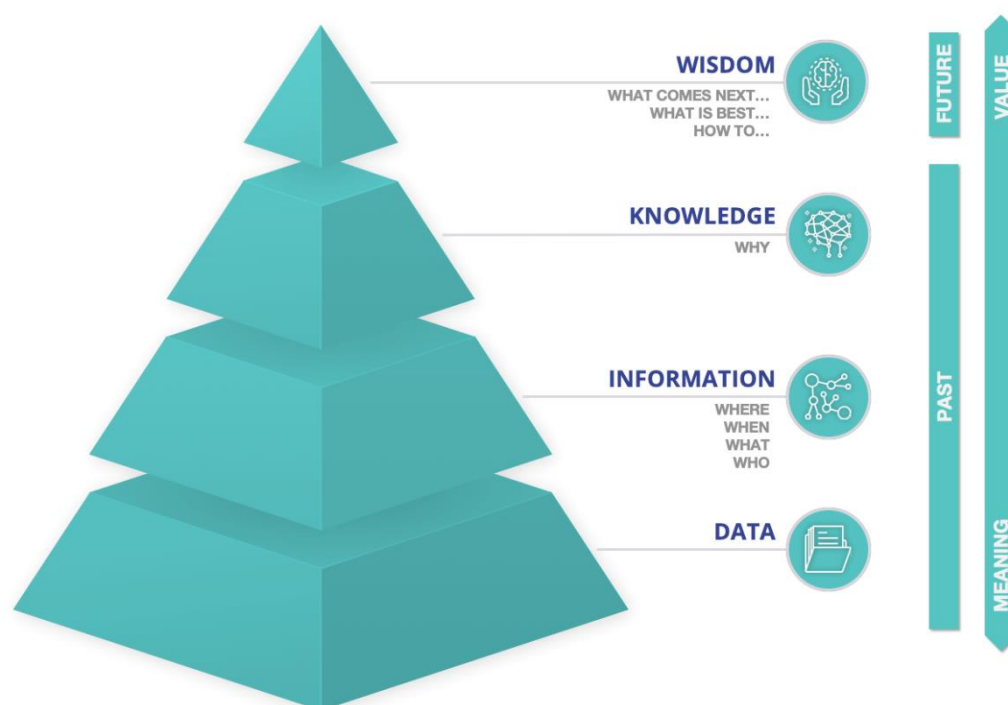 WISDOM
WHAT COMES NEXT...
WHAT IS BEST...
HOW TO...
KNOWLEDGE
WHY
INFORMATION
WHERE
WHEN
WHAT
WHO
DATA
FUTURE
PAST
VALUE
MEANING